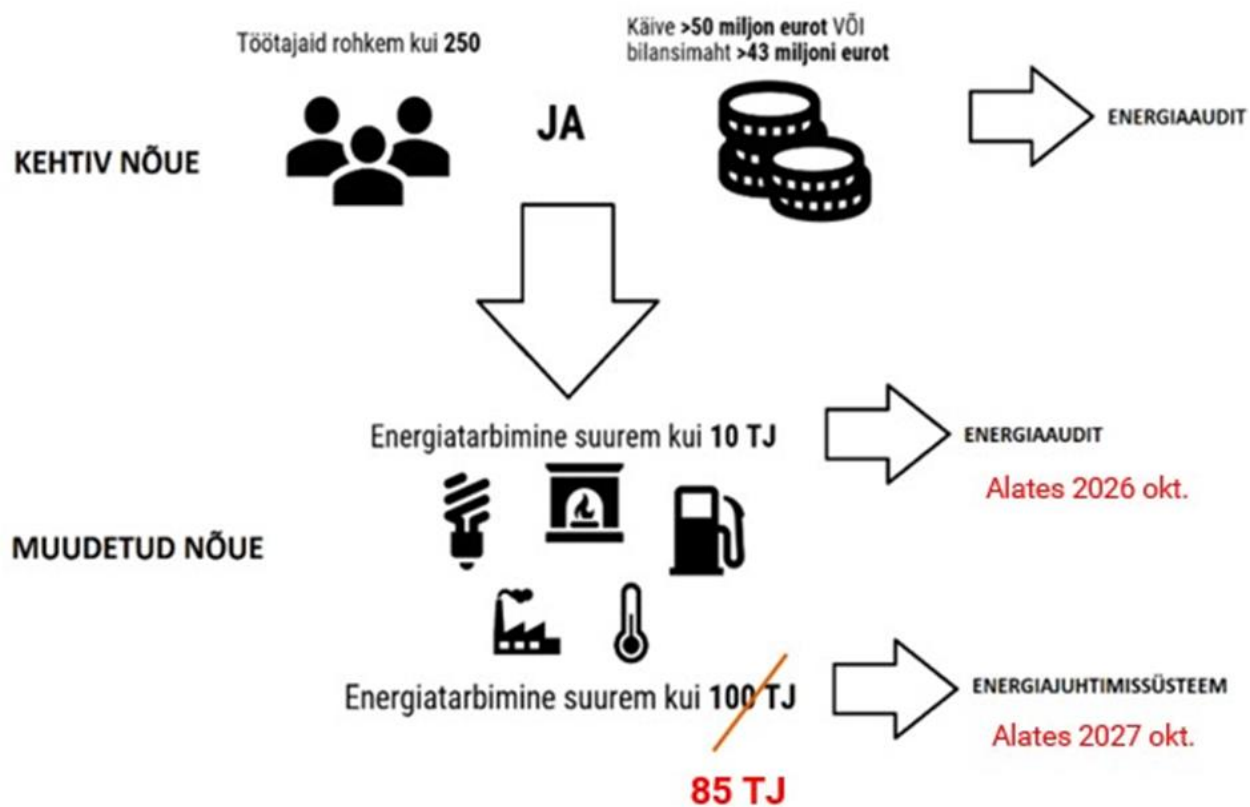 Töötajaid rohkem kui 250
Käive >50 miljon eurot VÕI
bilansimaht >43 miljoni eurot
JA
ENERGIAAUDIT
KEHTIV NÕUE
Energiatarbimine suurem kui 10 TJ
ENERGIAAUDIT
Alates 2026 okt.
MUUDETUD NÕUE
Energiatarbimine suurem kui 100 TJ
ENERGIAJUHTIMISSÜSTEEM
Alates 2027 okt.
85 TJ